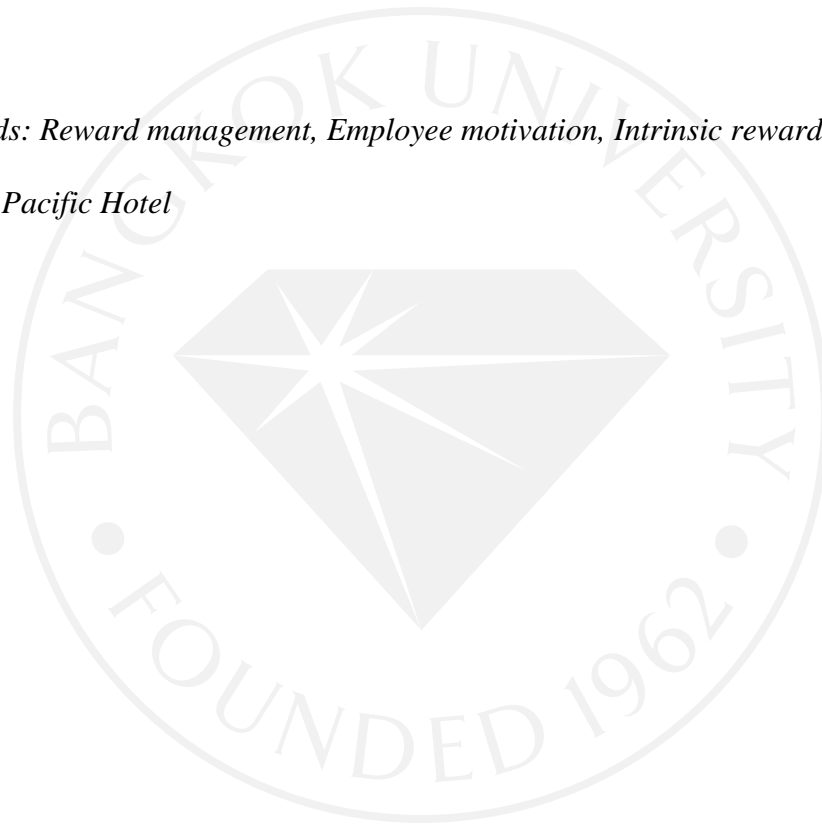 ds: Reward management, Employee motivation, Intrinsic reward
Pacific Hotel
BANGKOK UNIVERSITY
FOUNDED 1962